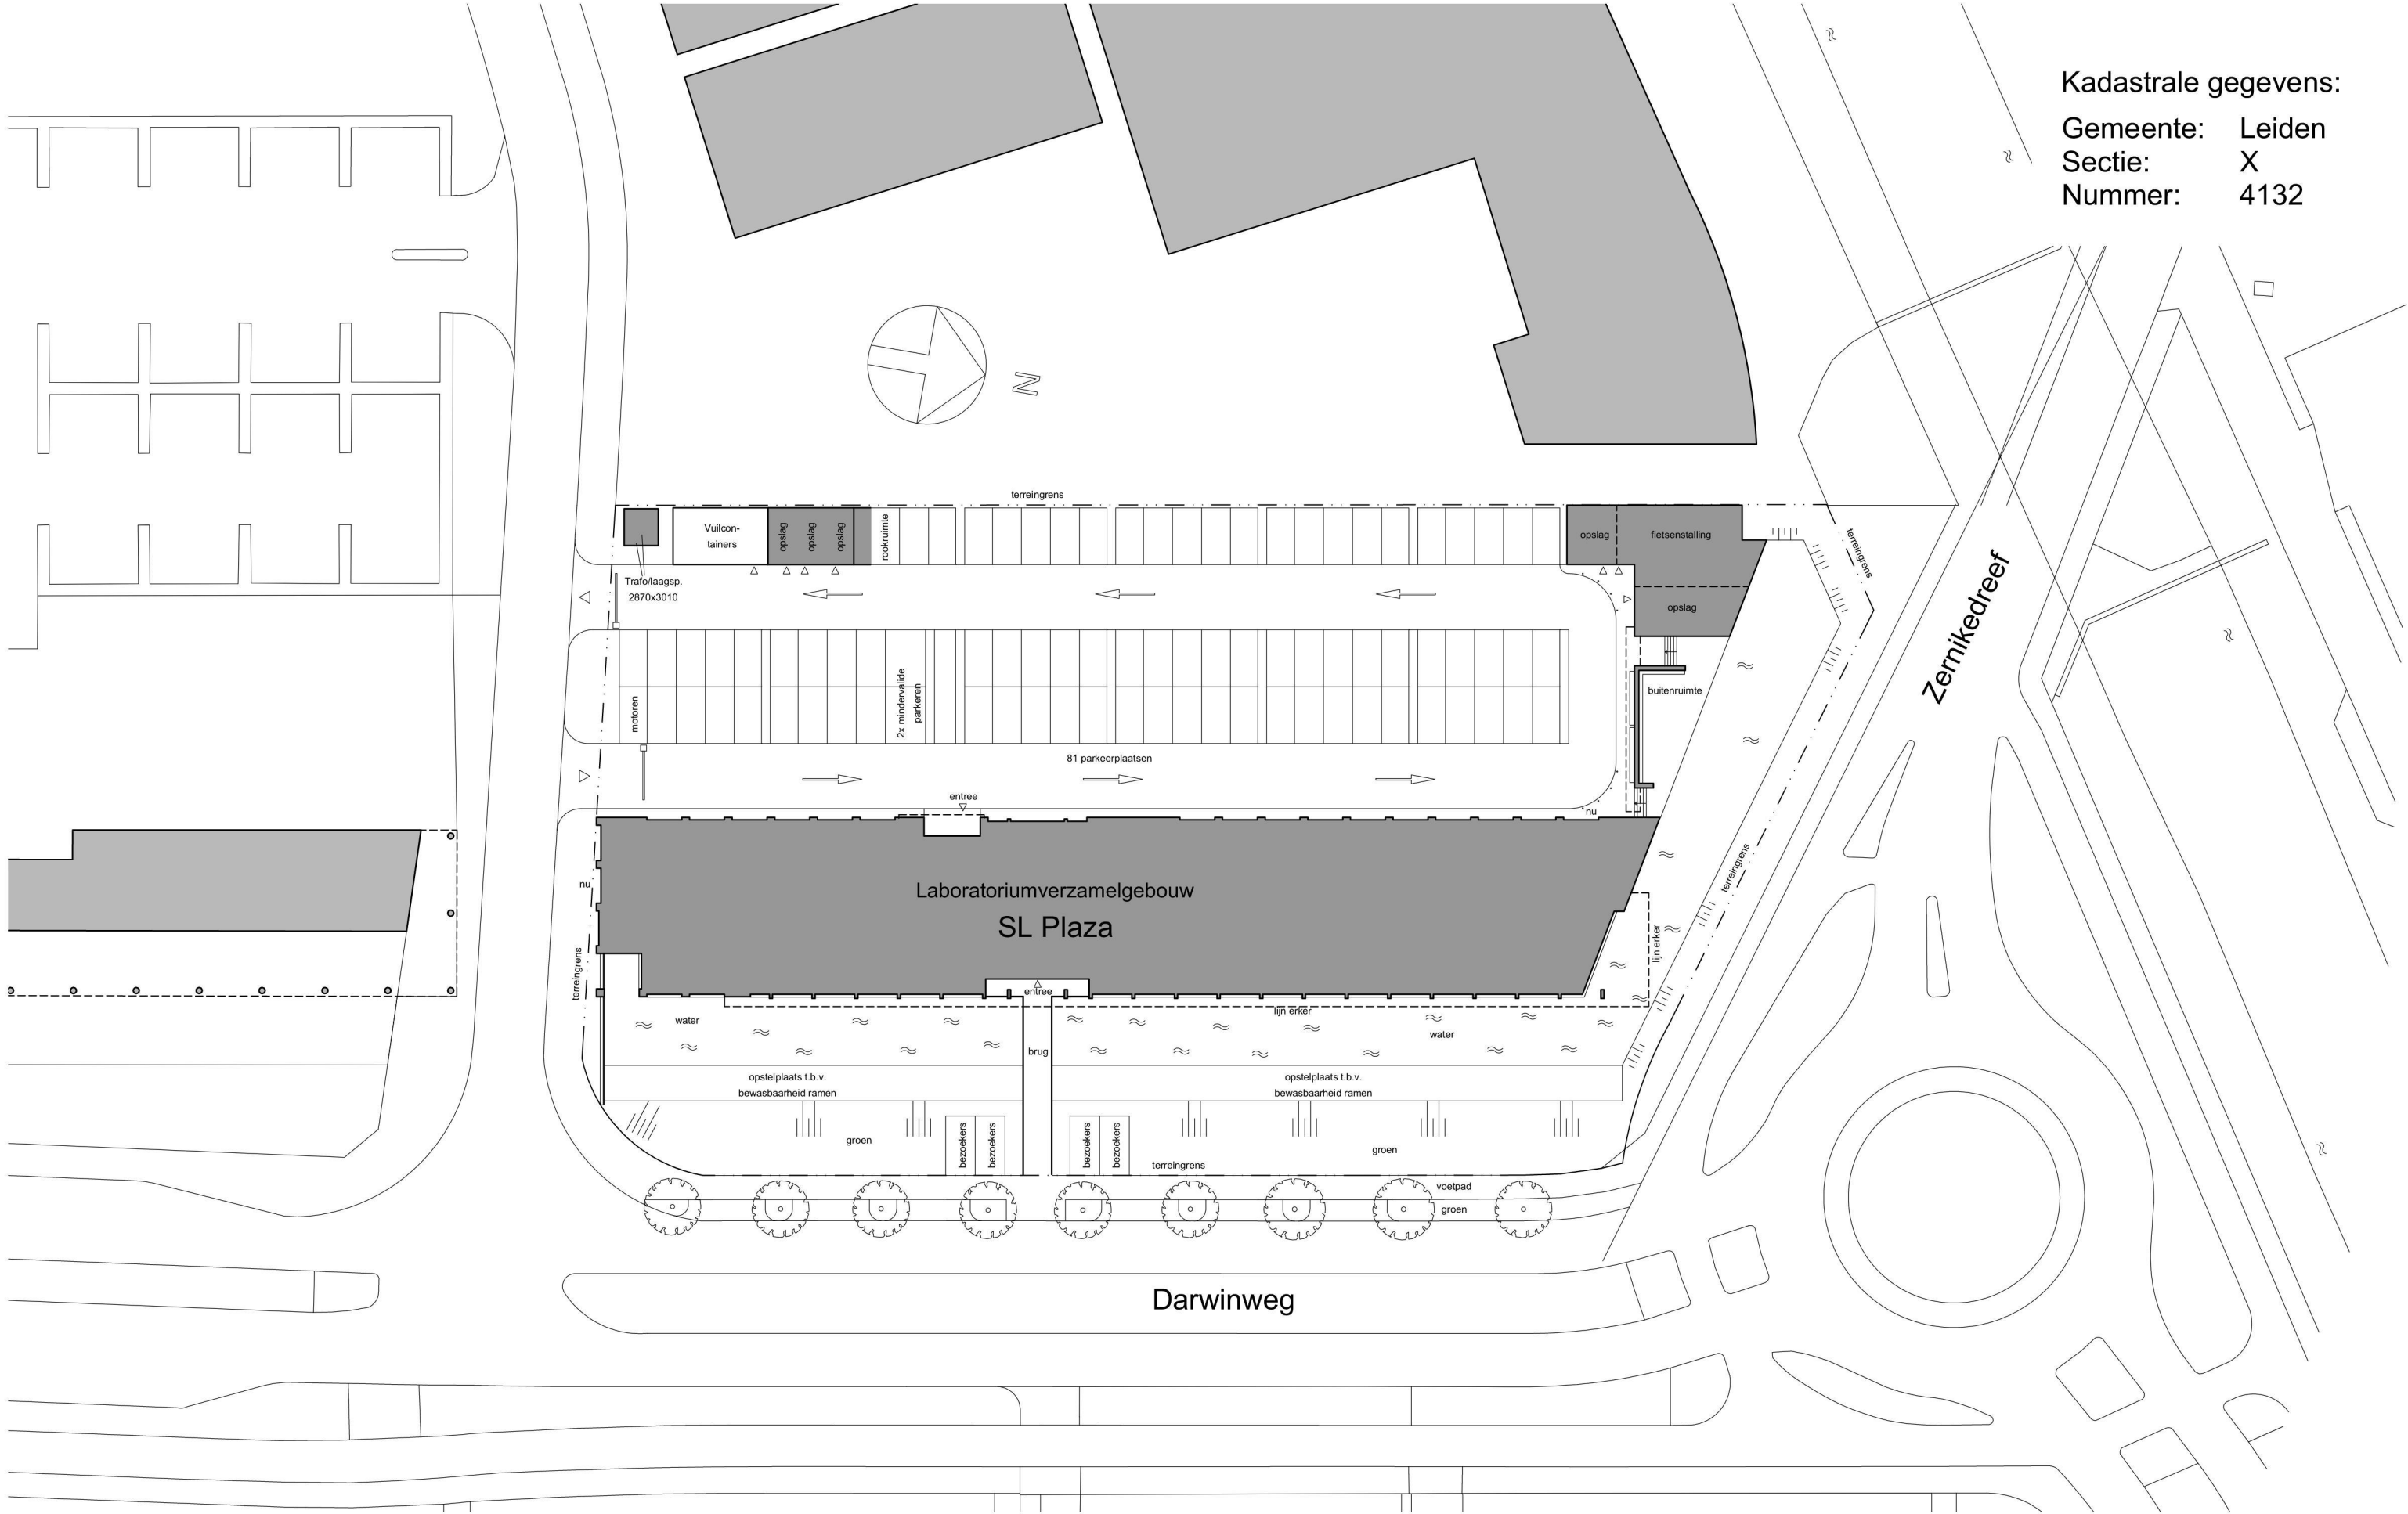 Kadastrale gegevens:
Gemeente: Leiden
Sectie: X
Nummer: 4132
N
terreingrens
Vuilcon-
tainers
opslag
opslag
opslag
rookruimte
opslag
fietsenstalling
terreingrens
Trafo/laagsp.
2870x3010
opslag
Zernikedreef
motoren
2x mindervalide
parkeren
buitenruimte
81 parkeerplaatsen
entree
nu
terreingrens
nu
Laboratoriumverzamelgebouw
SL Plaza
lijn erker
terreingrens
entree
lijn erker
water
water
brug
opstelplaats t.b.v.
bewasbaarheid ramen
opstelplaats t.b.v.
bewasbaarheid ramen
groen
bezoekers
bezoekers
bezoekers
bezoekers
groen
terreingrens
voetpad
groen
Darwinweg